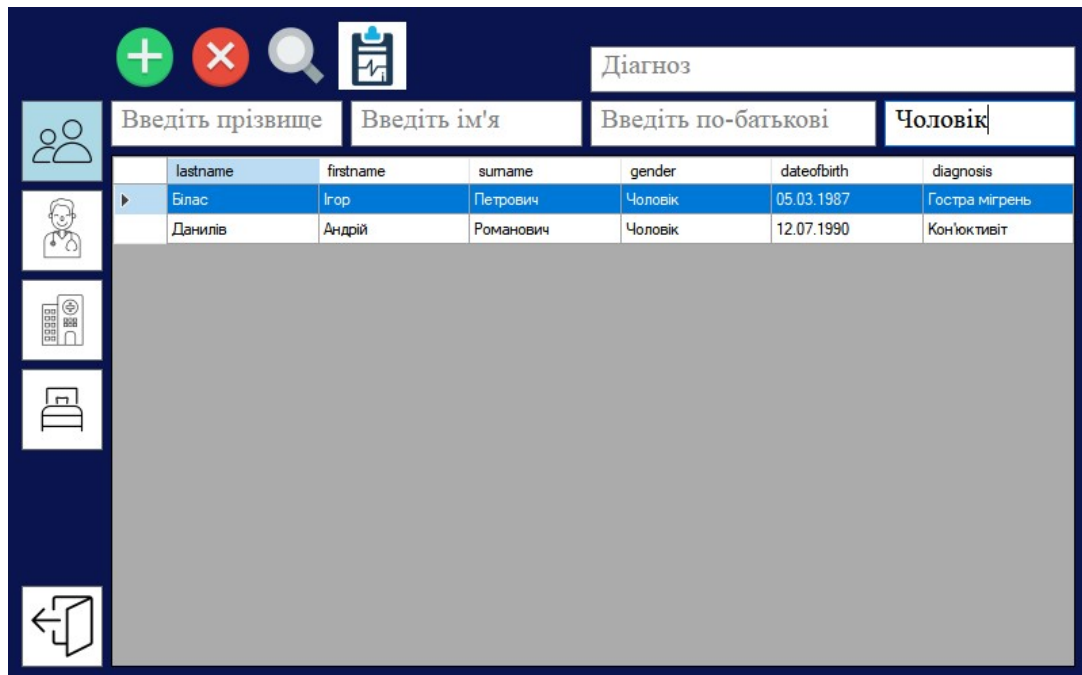 Діагноз
Введіть прізвище Введіть ім'я Введіть по-батькові Чоловік
lastname firstname surname gender dateofbirth diagnosis
Білас Ігор Петрович Чоловік 05.03.1987 Гостра мігрень
Данилів Андрій Романович Чоловік 12.07.1990 Кон'юктивіт